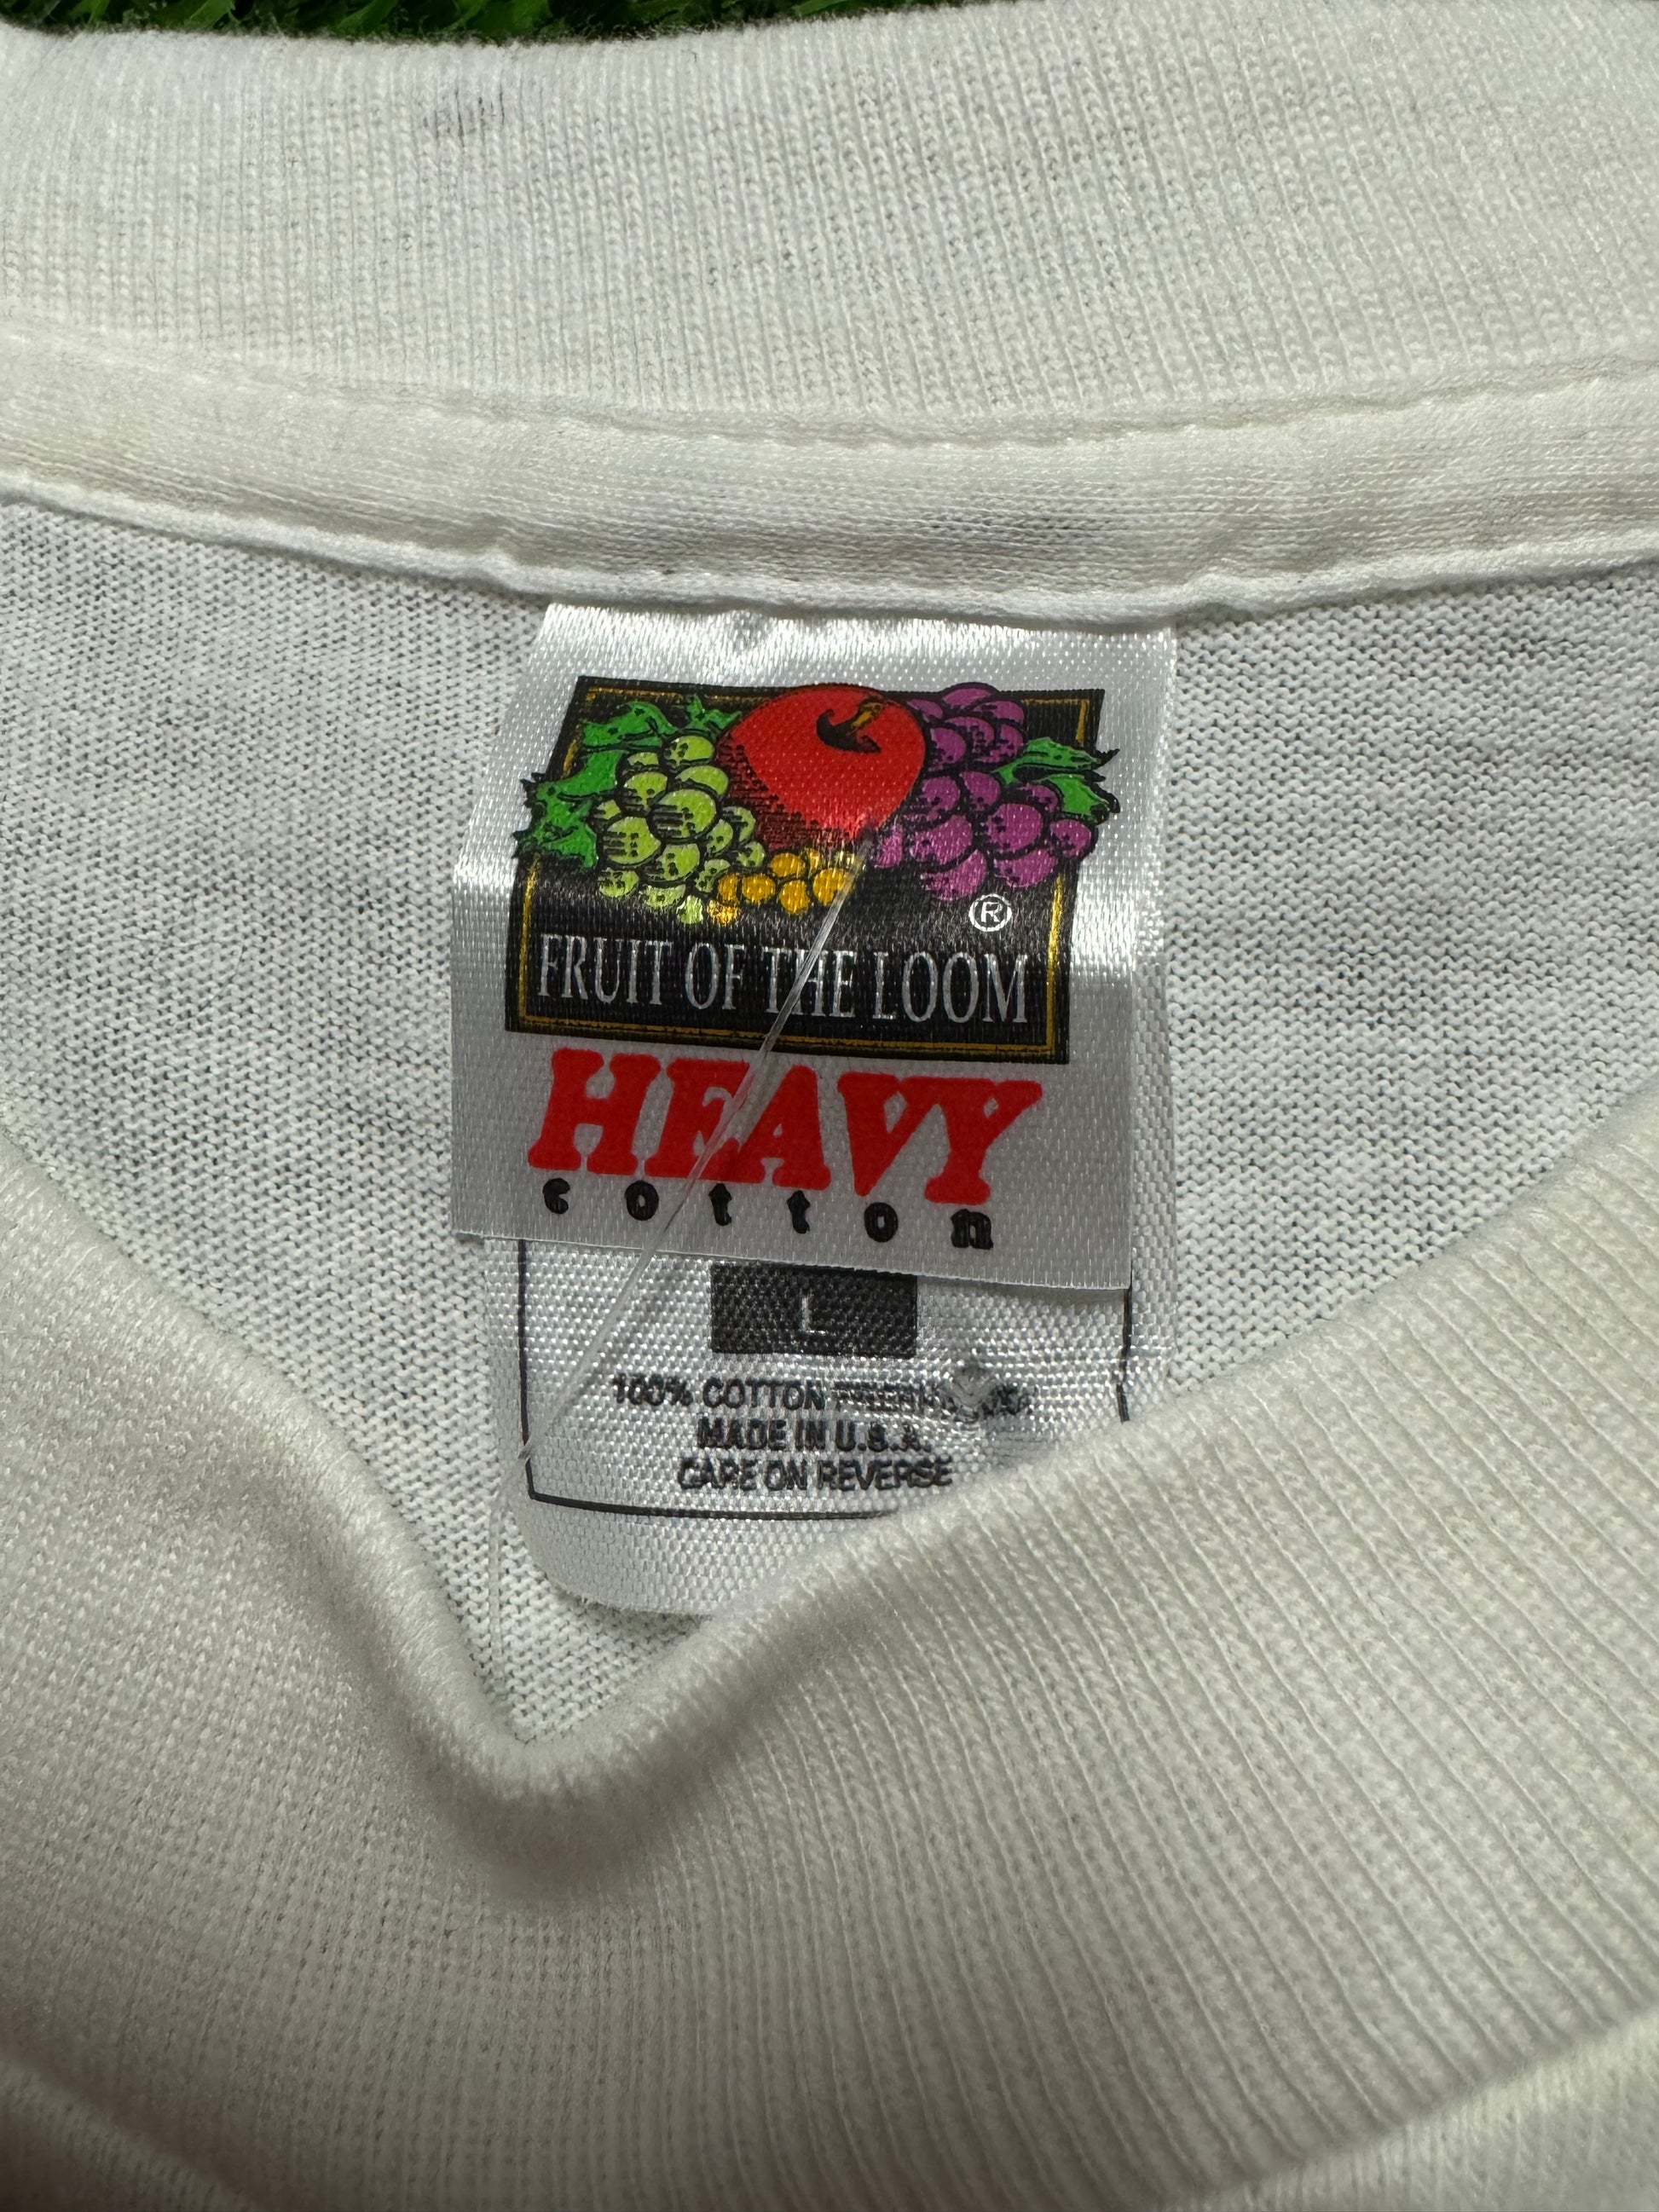 ®
FRUIT OF THE LOOM
HEAVY
cotton
L
100% COTTON
MADE IN U.S.A.
CARE ON REVERSE